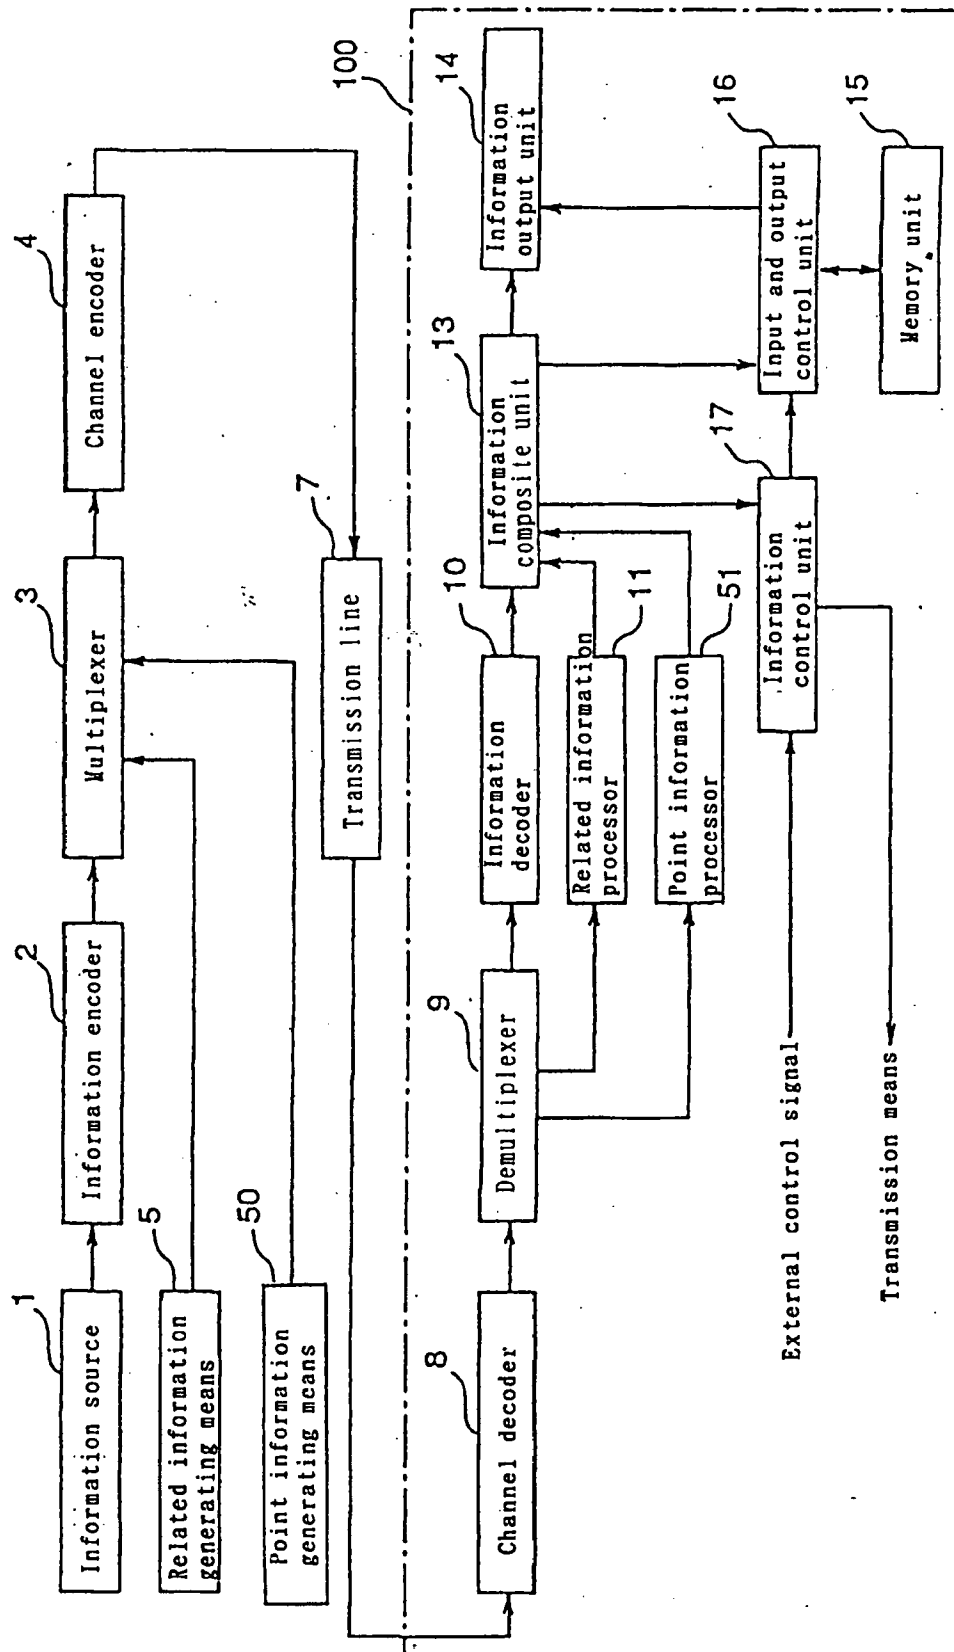 1
Information source
2
Information encoder
3
Multiplexer
4
Channel encoder
5
Related information
generating means
50
Point information
generating means
7
Transmission line
100
8
Channel decoder
9
Demultiplexer
10
Information
decoder
11
Related information
processor
51
Point information
processor
13
Information
composite unit
14
Information
output unit
17
Information
control unit
16
Input and output
control unit
15
Memory unit
External control signal
Transmission means